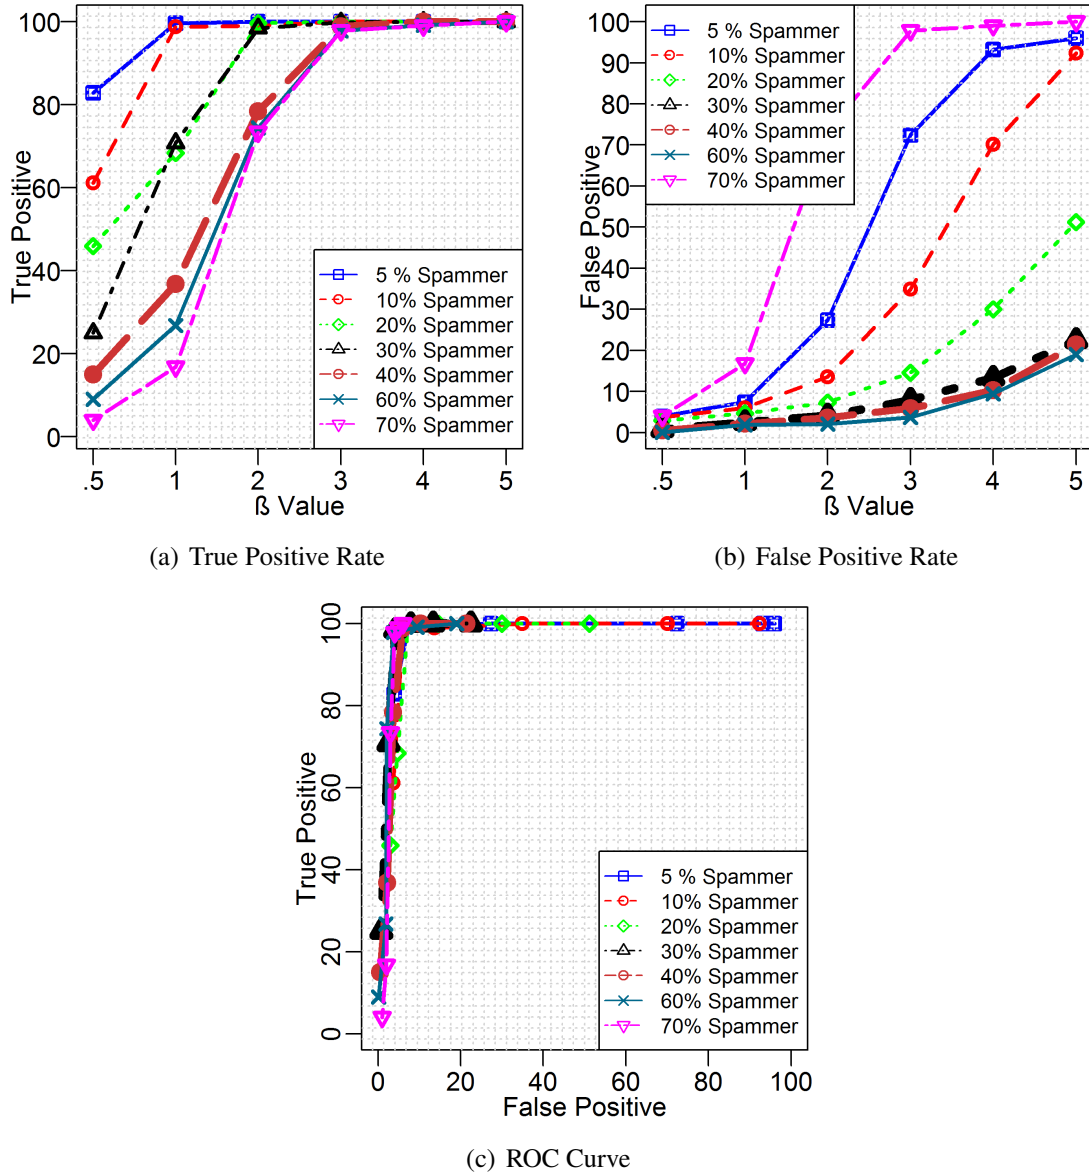 True Positive
100
80
60
40
20
0
5 % Spammer
10% Spammer
20% Spammer
30% Spammer
40% Spammer
60% Spammer
70% Spammer
.5 1 2 3 4 5
ß Value
(a) True Positive Rate
False Positive
100
90
80
70
60
50
40
30
20
10
0
5 % Spammer
10% Spammer
20% Spammer
30% Spammer
40% Spammer
60% Spammer
70% Spammer
.5 1 2 3 4 5
ß Value
(b) False Positive Rate
True Positive
100
80
60
40
20
0
5 % Spammer
10% Spammer
20% Spammer
30% Spammer
40% Spammer
60% Spammer
70% Spammer
0 20 40 60 80 100
False Positive
(c) ROC Curve